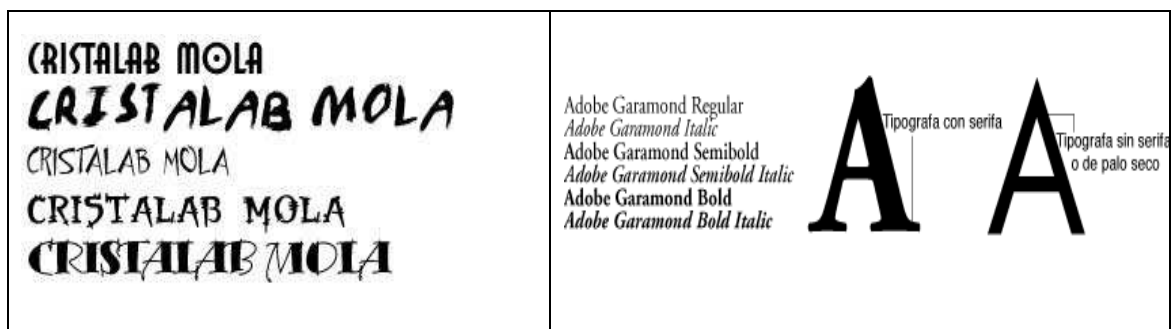 CRISTALAB MOLA
CRISTALAB MOLA
CRISTALAB MOLA
CRISTALAB MOLA
CRISTALAB MOLA
Adobe Garamond Regular
Adobe Garamond Italic
Adobe Garamond Semibold
Adobe Garamond Semibold Italic
Adobe Garamond Bold
Adobe Garamond Bold Italic
A
Tipografa con serifa
A
Tipografa sin serifa
o de palo seco